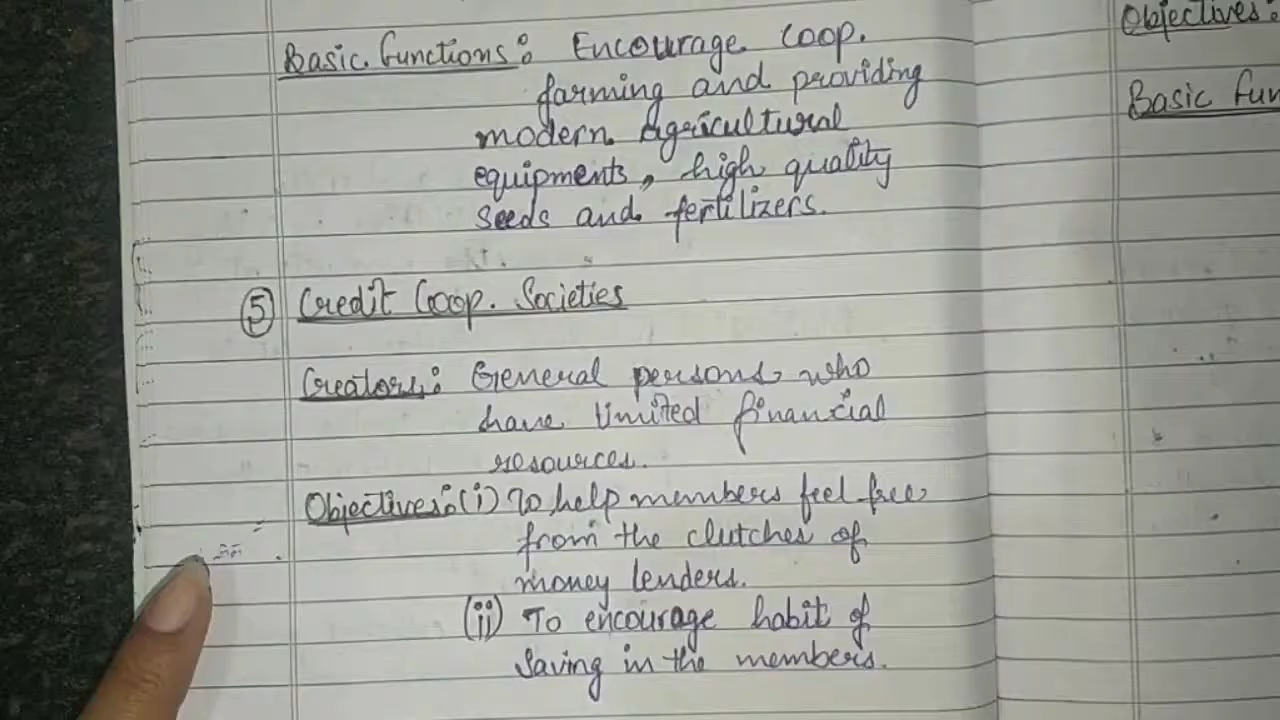 Basic functions: Encourage coop.
farming and providing
modern Agricultural
equipments, high quality
seeds and fertilizers.
5 Credit Coop. Societies
Creators: General persons who
have limited financial
resources.
Objectives: (i) To help members feel free
from the clutches of
money lenders.
(ii) To encourage habit of
saving in the members.
Objectives:
Basic Fun